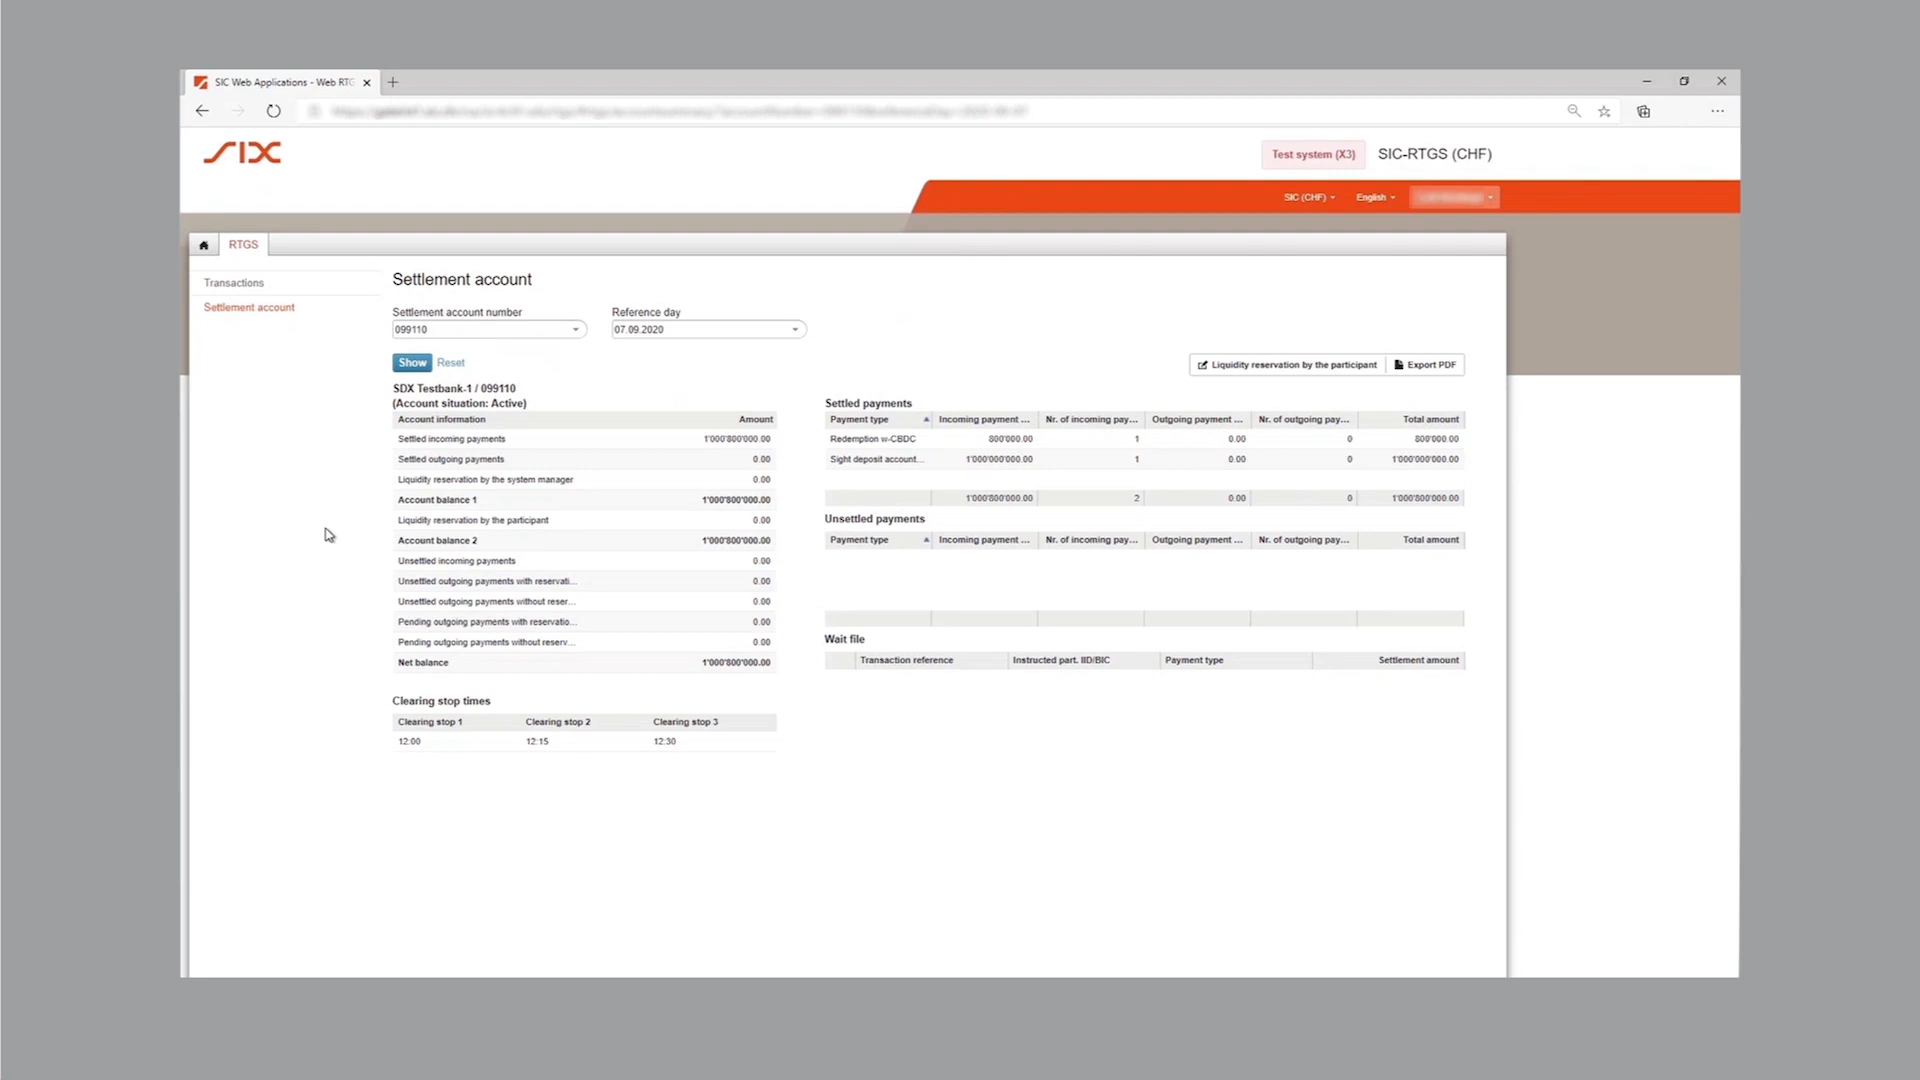 SIC Web Applications - Web RTG
SIX
Test system (X3)
SIC-RTGS (CHF)
SIC (CHF)
English
RTGS
Transactions
Settlement account
Settlement account
Settlement account number
Reference day
099110
07.09.2020
Show
Reset
Liquidity reservation by the participant
Export PDF
SDX Testbank-1 / 099110
(Account situation: Active)
Account information Amount
Settled incoming payments 1'000'800'000.00
Settled outgoing payments 0.00
Liquidity reservation by the system manager 0.00
Account balance 1 1'000'800'000.00
Liquidity reservation by the participant 0.00
Account balance 2 1'000'800'000.00
Unsettled incoming payments 0.00
Unsettled outgoing payments with reservati... 0.00
Unsettled outgoing payments without reser... 0.00
Pending outgoing payments with reservatio... 0.00
Pending outgoing payments without reserv... 0.00
Net balance 1'000'800'000.00
Clearing stop times
Clearing stop 1 Clearing stop 2 Clearing stop 3
12:00 12:15 12:30
Settled payments
Payment type Incoming payment ... Nr. of incoming pay... Outgoing payment ... Nr. of outgoing pay... Total amount
Redemption w-CBDC 800'000.00 1 0.00 0 800'000.00
Sight deposit account... 1'000'000'000.00 1 0.00 0 1'000'000'000.00
1'000'800'000.00 2 0.00 0 1'000'800'000.00
Unsettled payments
Payment type Incoming payment ... Nr. of incoming pay... Outgoing payment ... Nr. of outgoing pay... Total amount
Wait file
Transaction reference Instructed part. IID/BIC Payment type Settlement amount